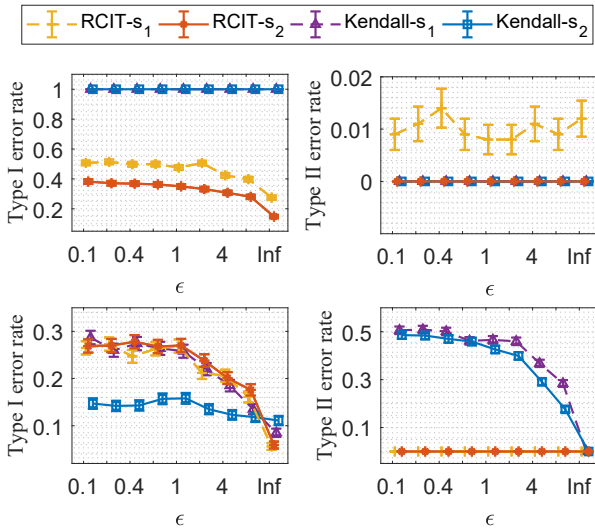 RCIT-s1 RCIT-s2 Kendall-s1 Kendall-s2
Type I error rate
1
0.8
0.6
0.4
0.2
0.1 0.4 1 4 Inf
ϵ
Type II error rate
0.02
0.01
0
0.1 0.4 1 4 Inf
ϵ
Type I error rate
0.3
0.2
0.1
0.1 0.4 1 4 Inf
ϵ
Type II error rate
0.5
0.3
0.1
0.1 0.4 1 4 Inf
ϵ